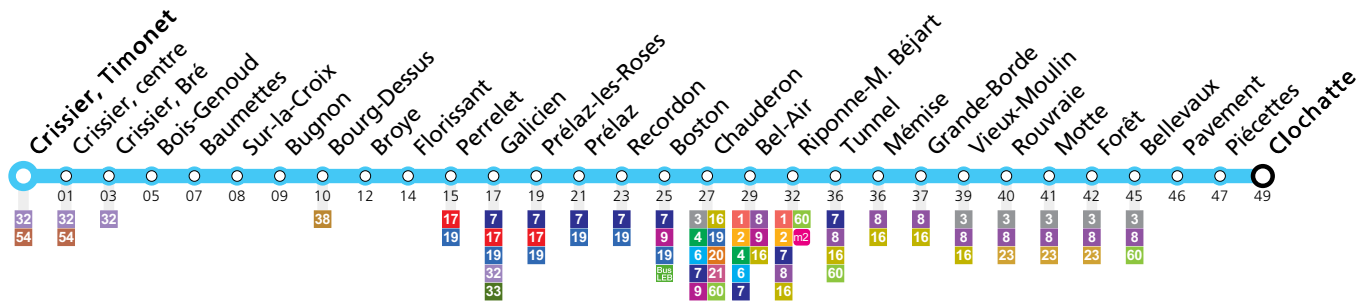 Crissier, Timonet
Crissier, centre
Crissier, Bré
Bois-Genoud
Baumettes
Sur-la-Croix
Bugnon
Bourg-Dessus
Broye
Florissant
Perrelet
Galicien
Prélaz-les-Roses
Prélaz
Recordon
Boston
Chauderon
Bel-Air
Riponne-M. Béjart
Tunnel
Mémise
Grande-Borde
Vieux-Moulin
Rouvraie
Motte
Forêt
Bellevaux
Pavement
Piécettes
Clochatte
01 03 05 07 08 09 10 12 14 15 17 19 21 23 25 27 29 32 36 36 37 39 40 41 42 45 46 47 49
32 32 32 38 17 7 7 7 7 7 3 16 1 8 1 60 7 8 8 3 3 3 3 3
54 54 19 17 17 19 19 9 4 19 2 9 2 m2 8 16 16 8 8 8 8 8
19 19 19 6 20 4 16 7 16 16 23 23 23 60
32 Bus LEB 7 21 6 8 60
33 9 60 7 16